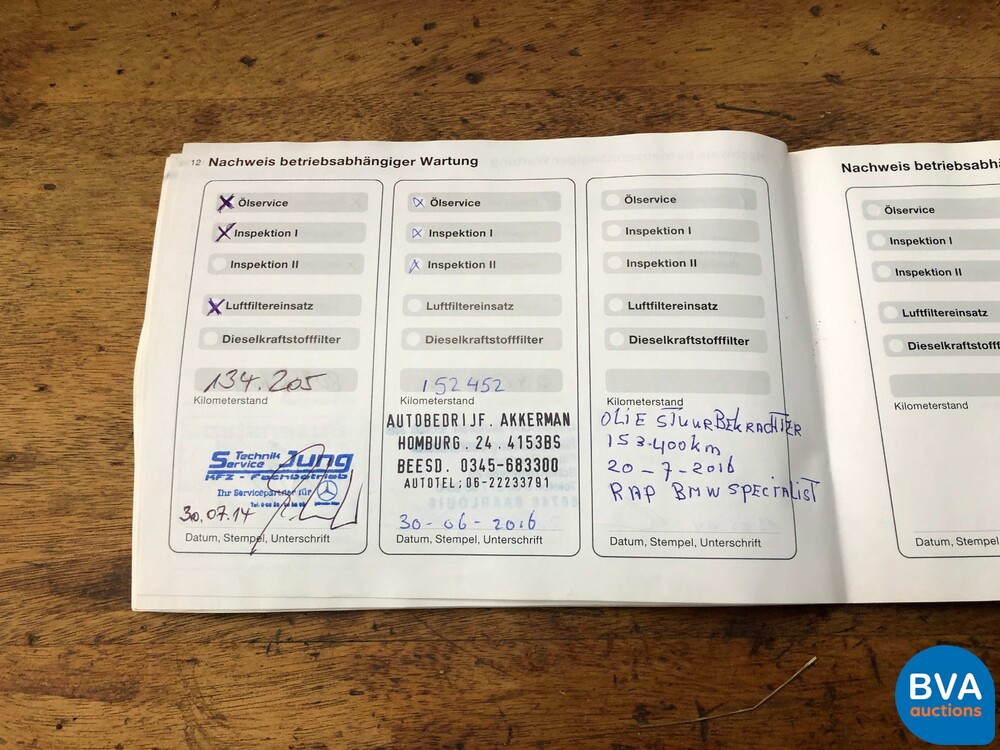 12 Nachweis betriebsabhängiger Wartung
Ölservice
Inspektion I
Inspektion II
Luftfiltereinsatz
Dieselkraftstofffilter
134.205
Kilometerstand
Technik
Service Jung
KFZ - Fachbetrieb
Ihr Servicepartner für
30.07.14
Datum, Stempel, Unterschrift
Ölservice
Inspektion I
Inspektion II
Luftfiltereinsatz
Dieselkraftstofffilter
152452
Kilometerstand
AUTOBEDRIJF. AKKERMAN
HOMBURG. 24. 4153BS
BEESD. 0345-683300
AUTOTEL; 06-22233791
30-06-2016
Datum, Stempel, Unterschrift
Ölservice
Inspektion I
Inspektion II
Luftfiltereinsatz
Dieselkraftstofffilter
Kilometerstand
OLIE STUURBEKRACHTER
153.400km
20-7-2016
RAP BMW SPECIALIST
Datum, Stempel, Unterschrift
Nachweis betriebsabhä
Ölservice
Inspektion I
Inspektion II
Luftfiltereinsatz
Dieselkraftstofff
Kilometerstand
Datum, Stempel
BVA
auctions